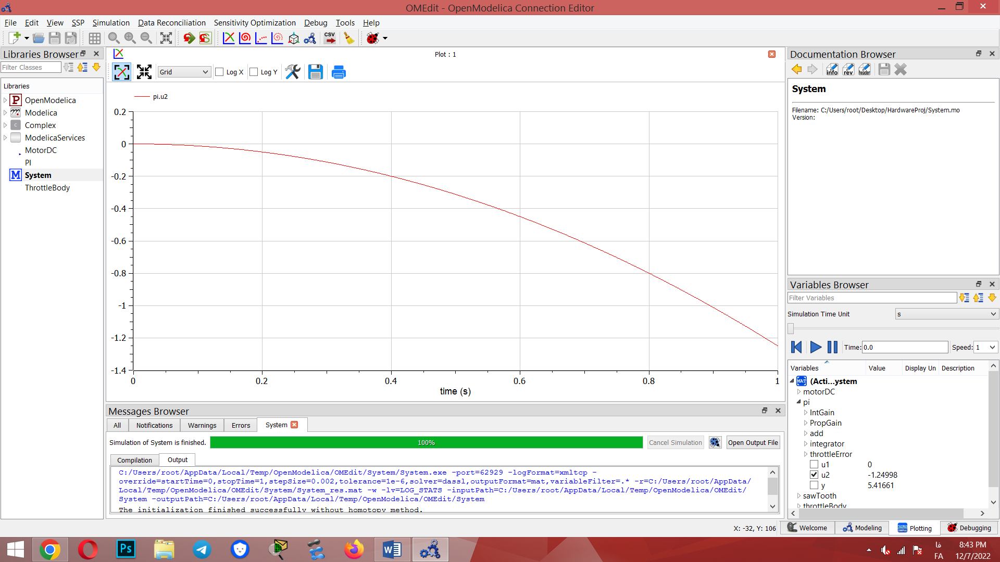 OMEdit - OpenModelica Connection Editor
File Edit View SSP Simulation Data Reconciliation Sensitivity Optimization Debug Tools Help
CSV
Libraries Browser
Filter Classes
Libraries
P OpenModelica
Modelica
C Complex
ModelicaServices
MotorDC
PI
M System
ThrottleBody
Plot : 1
Grid Log X Log Y
pi.u2
0.2
0
-0.2
-0.4
-0.6
-0.8
-1
-1.2
-1.4
0 0.2 0.4 0.6 0.8 1
time (s)
Messages Browser
All Notifications Warnings Errors System
Simulation of System is finished. 100% Cancel Simulation Open Output File
Compilation Output
C:/Users/root/AppData/Local/Temp/OpenModelica/OMEdit/System/System.exe -port=62929 -logFormat=xmltcp -
override=startTime=0,stopTime=1,stepSize=0.002,tolerance=1e-6,solver=dassl,outputFormat=mat,variableFilter=.* -r=C:/Users/root/AppData/
Local/Temp/OpenModelica/OMEdit/System/System_res.mat -w -lv=LOG_STATS -inputPath=C:/Users/root/AppData/Local/Temp/OpenModelica/OMEdit/
System -outputPath=C:/Users/root/AppData/Local/Temp/OpenModelica/OMEdit/System
The initialization finished successfully without homotopy method.
Documentation Browser
info rev header
System
Filename: C:/Users/root/Desktop/HardwareProj/System.mo
Version:
Variables Browser
Filter Variables
Simulation Time Unit s
Time: 0.0 Speed: 1
Variables Value Display Un Description
MAT (Acti...ystem
motorDC
pi
IntGain
PropGain
add
integrator
throttleError
u1 0
u2 -1.24998
y 5.41661
sawTooth
throttleBody
X: -32, Y: 106 Welcome Modeling Plotting Debugging
Ps
W
فا
FA
8:43 PM
12/7/2022